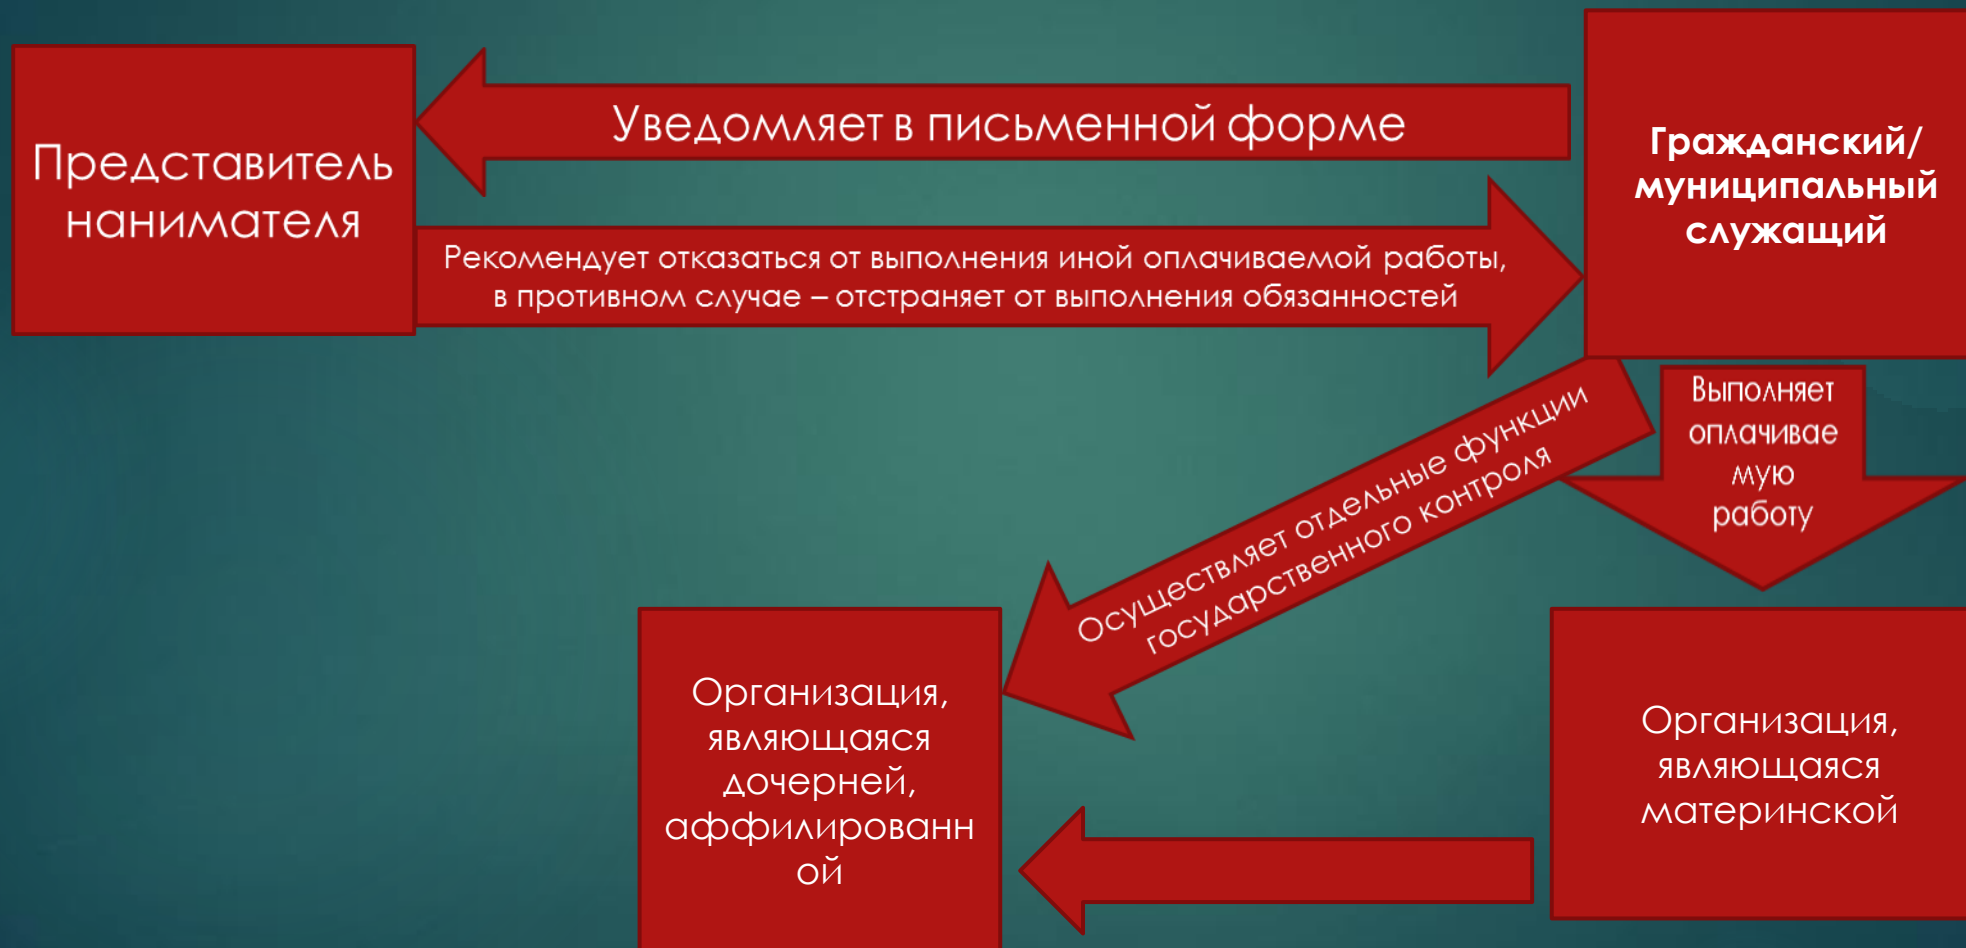 Представитель
нанимателя
Уведомляет в письменной форме
Гражданский/
муниципальный
служащий
Рекомендует отказаться от выполнения иной оплачиваемой работы,
в противном случае – отстраняет от выполнения обязанностей
Выполняет
оплачивае
мую
работу
Осуществляет отдельные функции
государственного контроля
Организация,
являющаяся
дочерней,
аффилированн
ой
Организация,
являющаяся
материнской